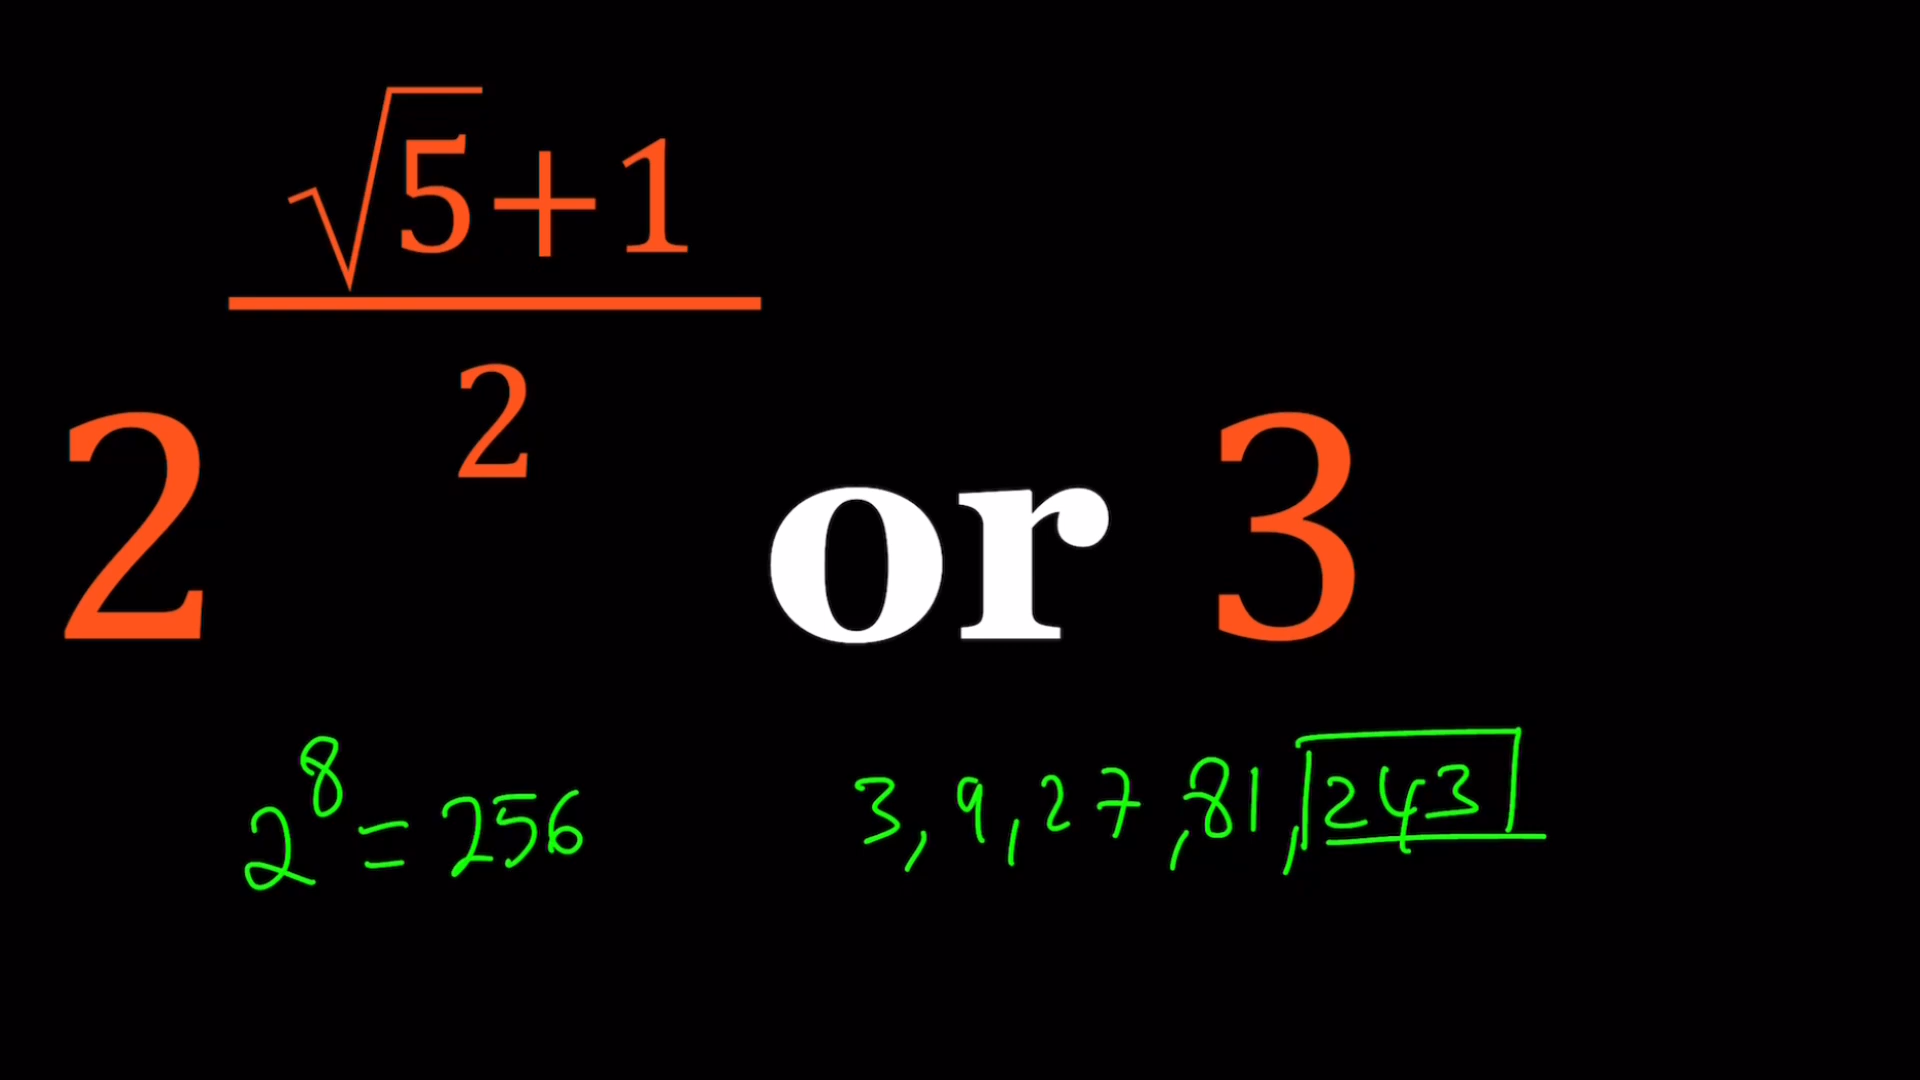 2^((√5+1)/2) or 3
2^8 = 256 3, 9, 27, 81, 243